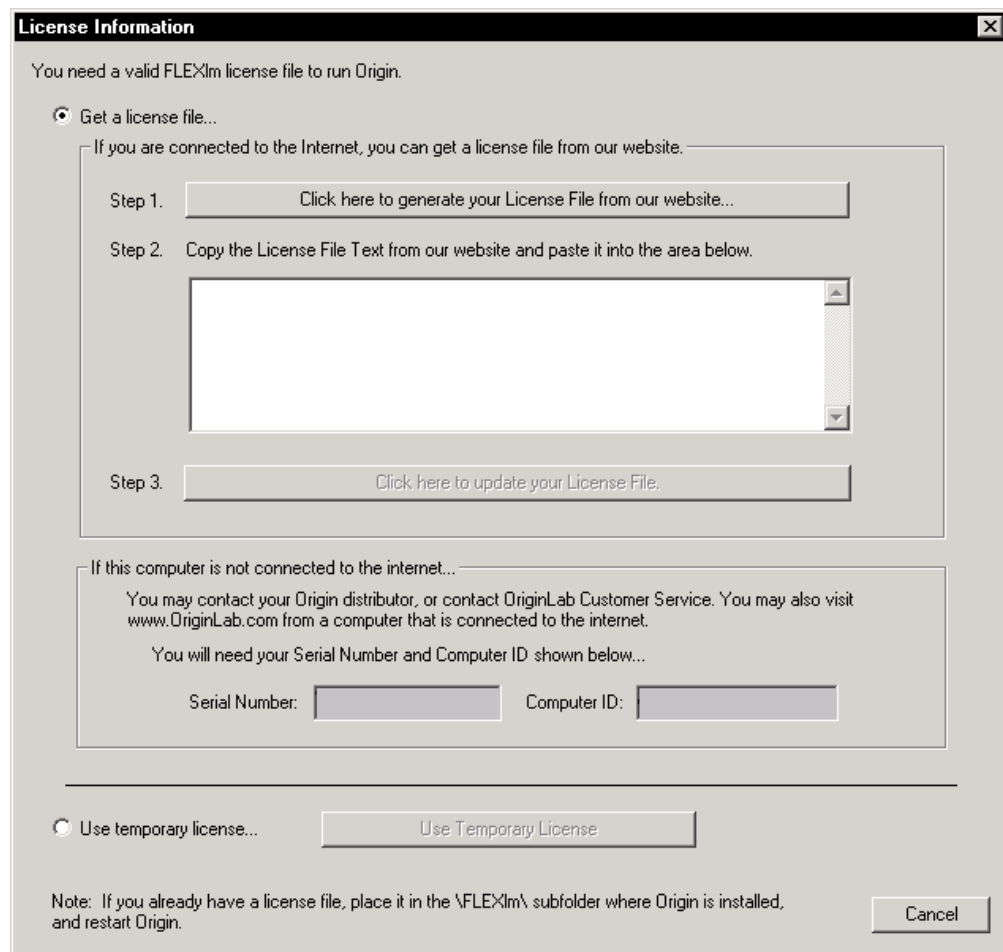 License Information
You need a valid FLEXlm license file to run Origin.
Get a license file...
If you are connected to the Internet, you can get a license file from our website.
Step 1.
Click here to generate your License File from our website...
Step 2.
Copy the License File Text from our website and paste it into the area below.
Step 3.
Click here to update your License File.
If this computer is not connected to the internet...
You may contact your Origin distributor, or contact OriginLab Customer Service. You may also visit
www.OriginLab.com from a computer that is connected to the internet.
You will need your Serial Number and Computer ID shown below...
Serial Number:
Computer ID:
Use temporary license...
Use Temporary License
Note: If you already have a license file, place it in the \FLEXlm\ subfolder where Origin is installed,
and restart Origin.
Cancel